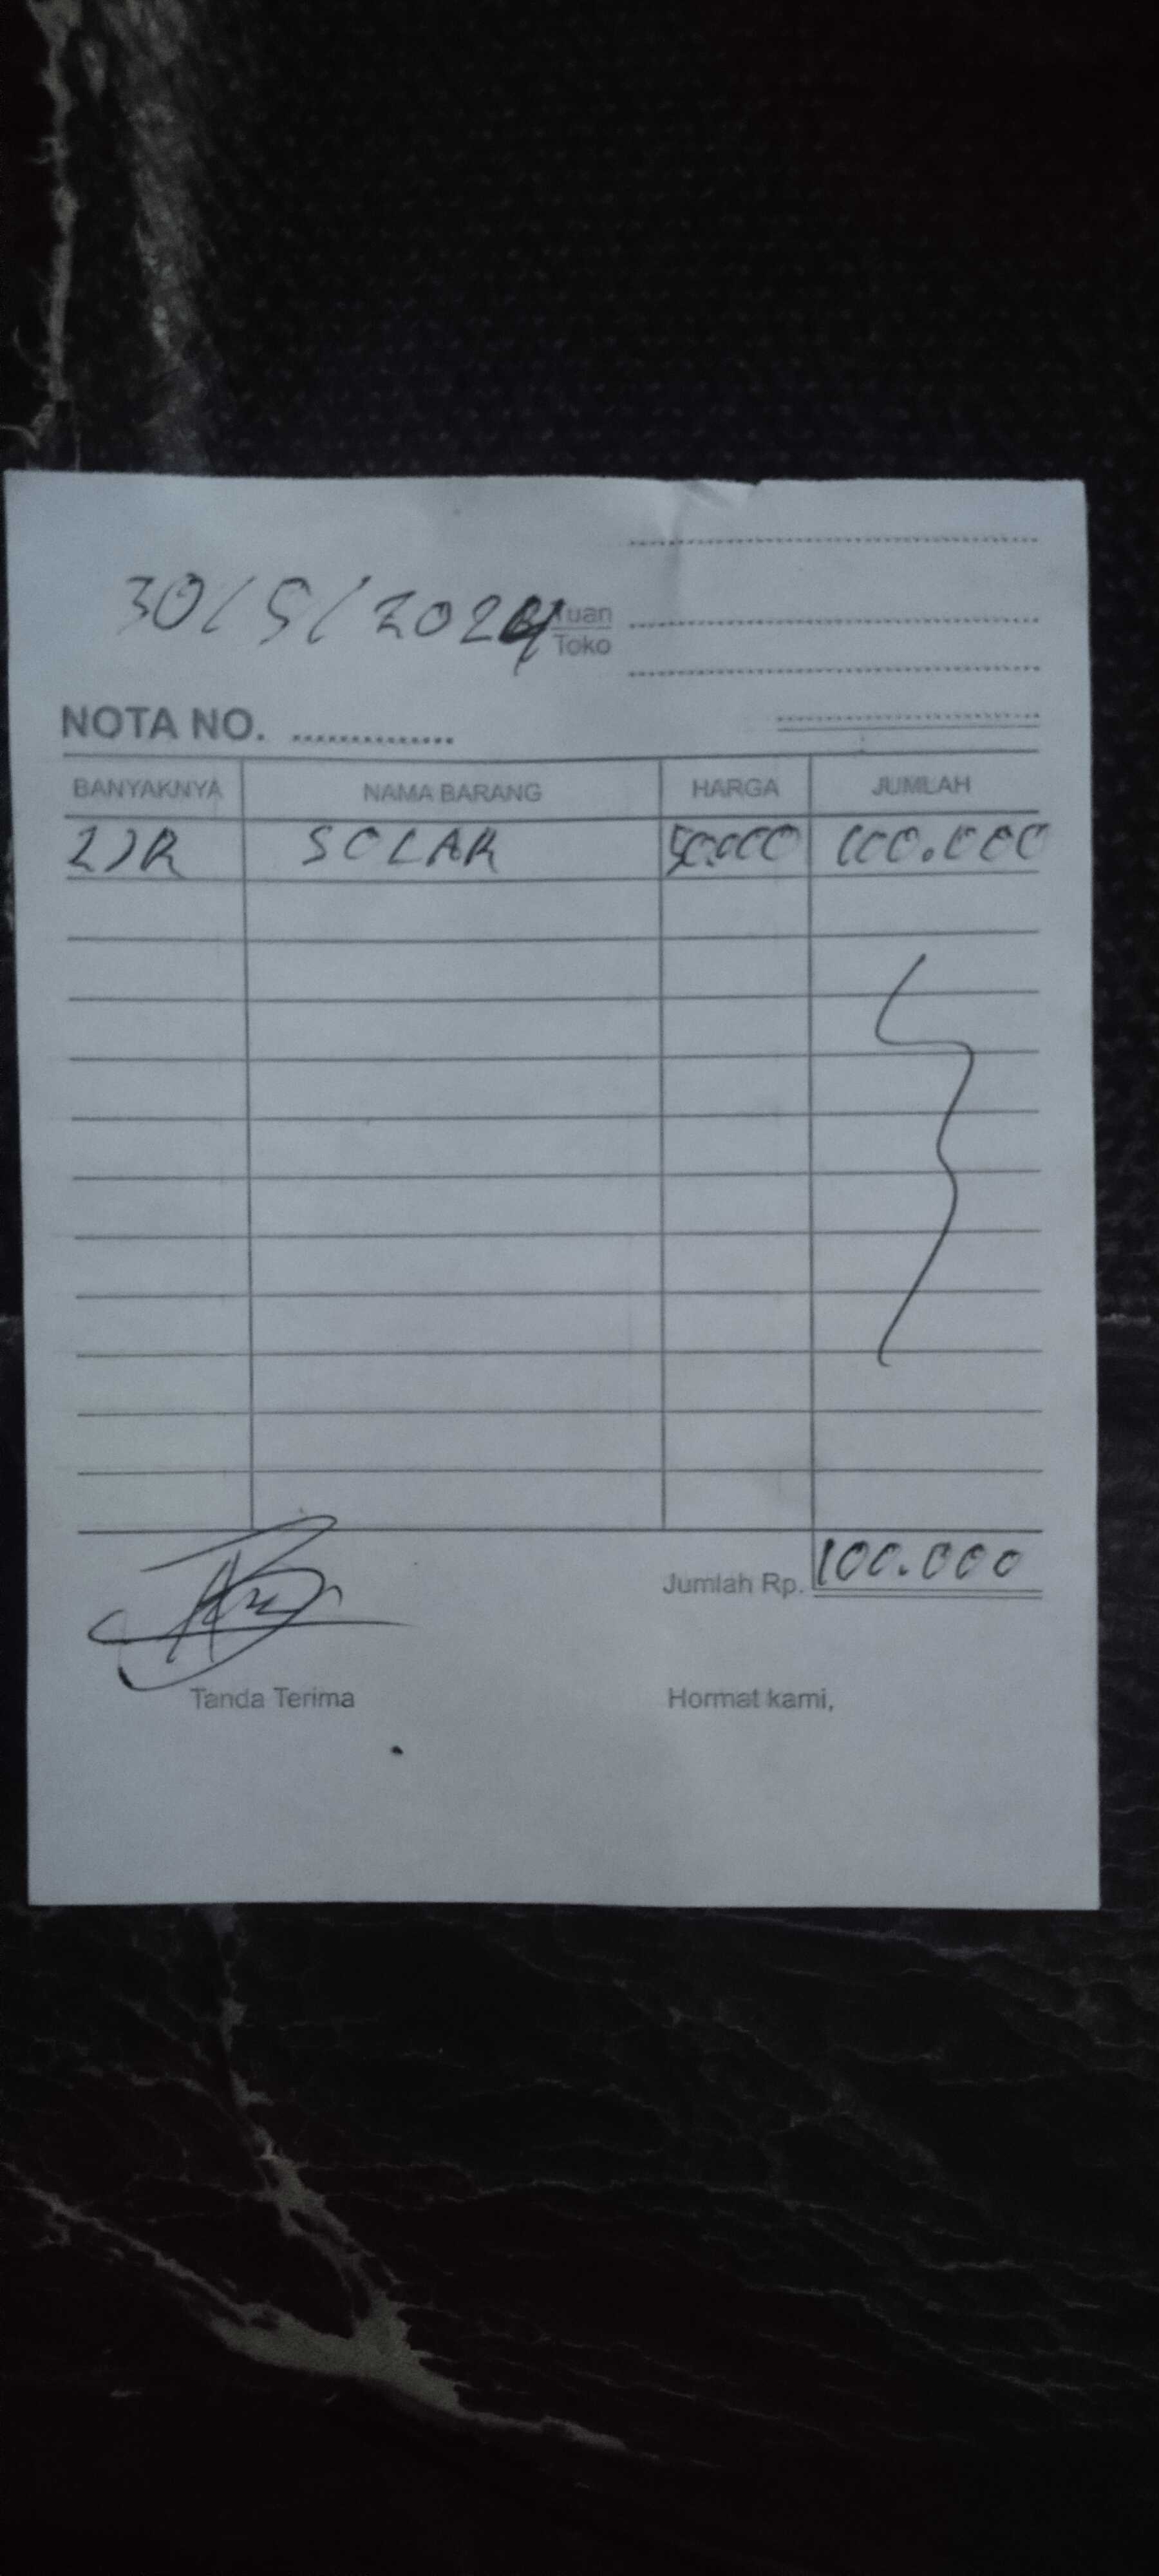 30/5/2024 Tuan
Toko
NOTA NO. ..............
BANYAKNYA NAMA BARANG HARGA JUMLAH
2 JR SOLAR 50.000 100.000
Jumlah Rp. 100.000
Tanda Terima Hormat kami,